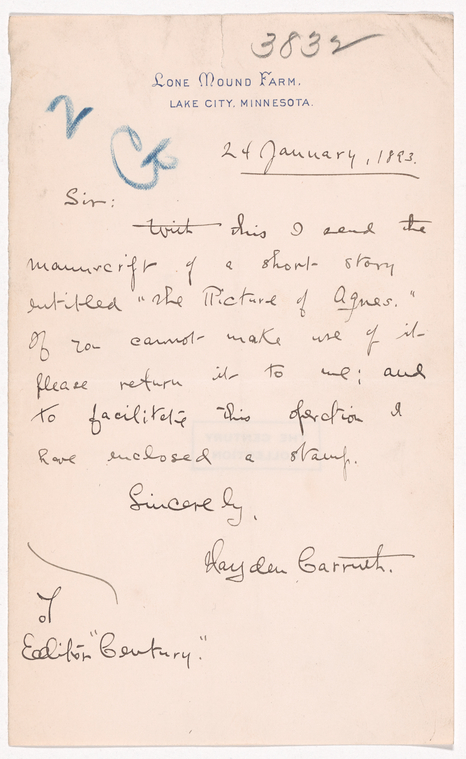 3832
LONE MOUND FARM.
LAKE CITY, MINNESOTA.
24 January, 1893.
Sir:
With this I send the
manuscript of a short story
entitled "The Picture of Agnes."
If you cannot make use of it
please return it to me; and
to facilitate this operation I
have enclosed a stamp.
Sincerely,
Hayden Carruth.
To
Editor "Century."